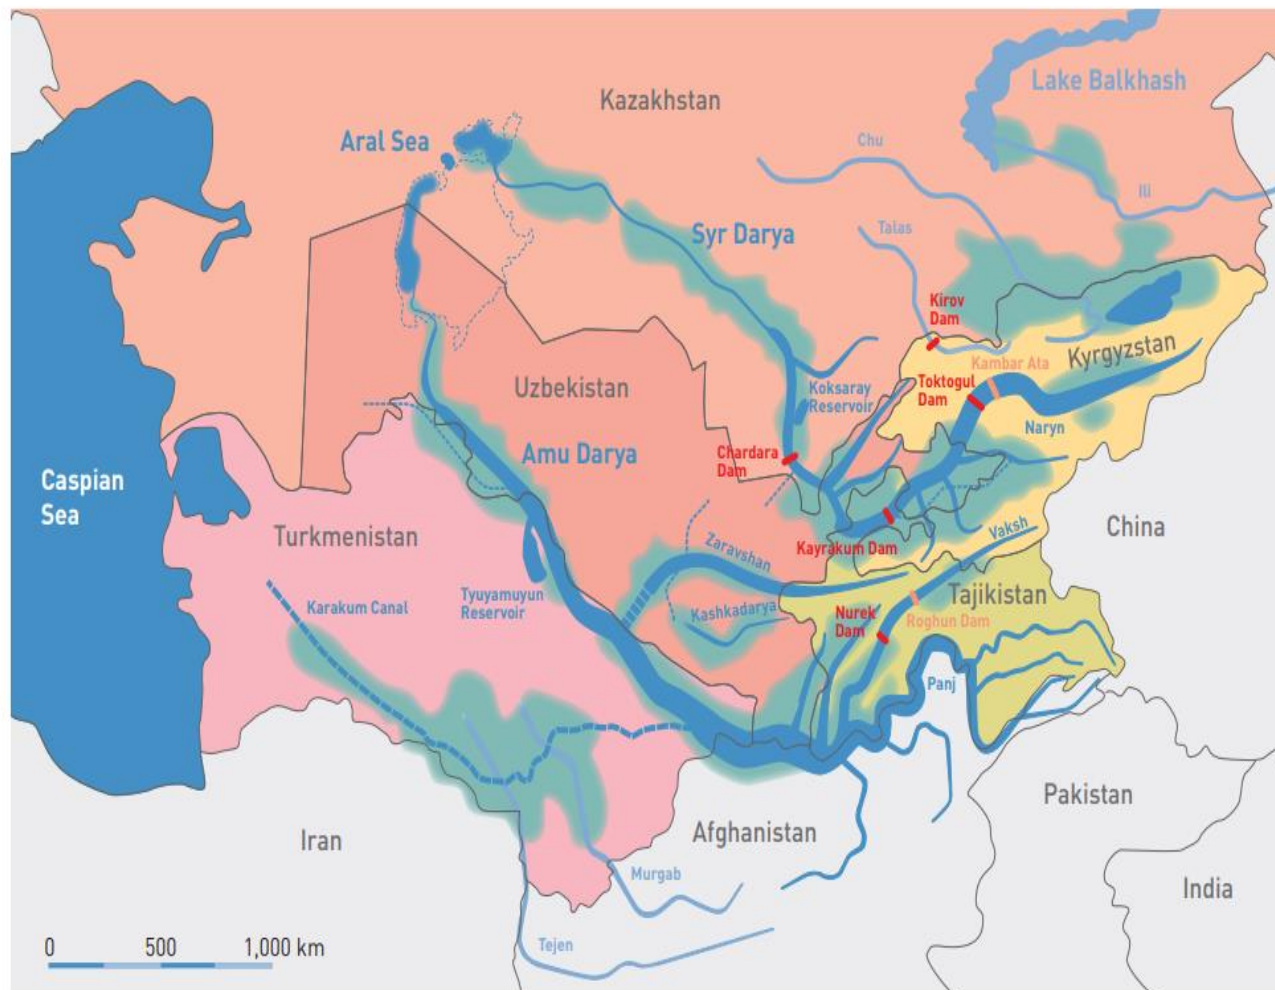 Lake Balkhash
Kazakhstan
Aral Sea
Chu
Ili
Talas
Syr Darya
Kirov
Dam
Kyrgyzstan
Kambar Ata
Toktogul
Dam
Koksaray
Reservoir
Uzbekistan
Naryn
Amu Darya
Chardara
Dam
Caspian
Sea
China
Turkmenistan
Vaksh
Kayrakum Dam
Zaravshan
Tyuyamuyun
Reservoir
Karakum Canal
Kashkadarya
Nurek
Dam
Tajikistan
Roghun Dam
Panj
Pakistan
Iran
Afghanistan
Murgab
India
Tejen
0 500 1,000 km